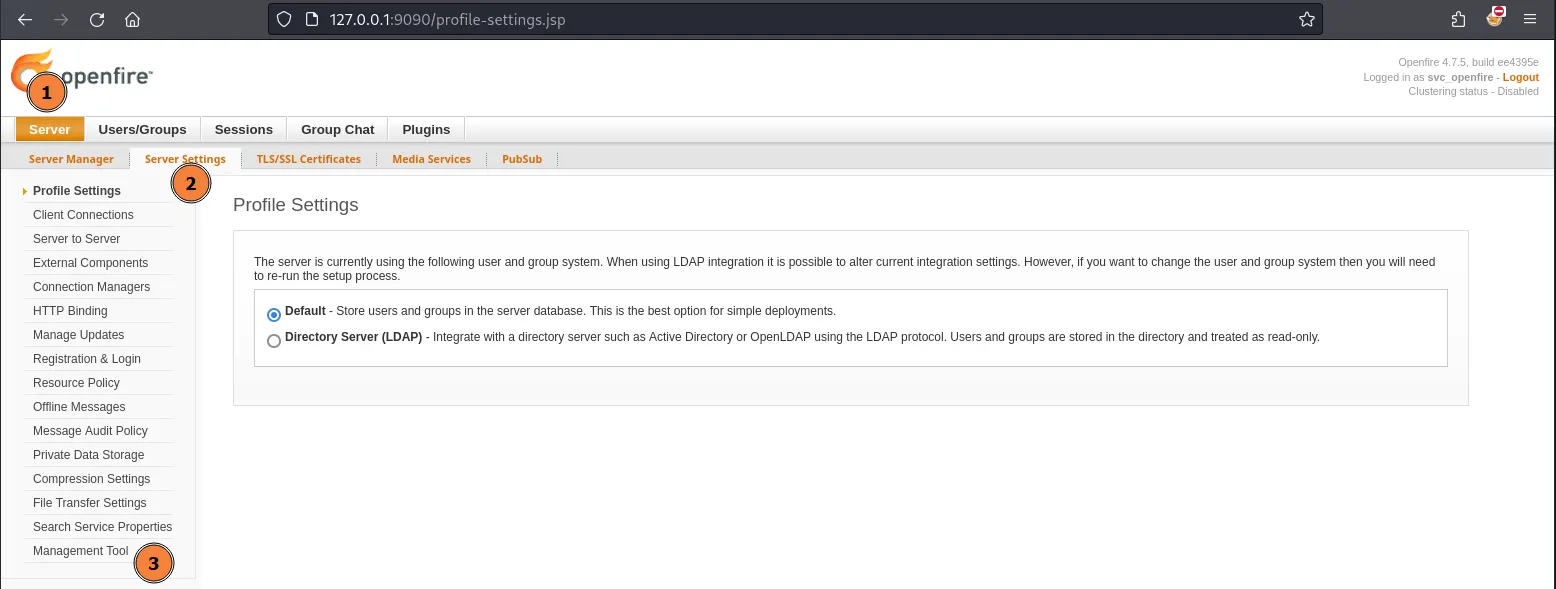 127.0.0.1:9090/profile-settings.jsp
openfire™
Openfire 4.7.5, build ee4395e
Logged in as svc_openfire - Logout
Clustering status - Disabled
1
Server Users/Groups Sessions Group Chat Plugins
Server Manager Server Settings TLS/SSL Certificates Media Services PubSub
2
Profile Settings
Client Connections
Server to Server
External Components
Connection Managers
HTTP Binding
Manage Updates
Registration & Login
Resource Policy
Offline Messages
Message Audit Policy
Private Data Storage
Compression Settings
File Transfer Settings
Search Service Properties
Management Tool
3
Profile Settings
The server is currently using the following user and group system. When using LDAP integration it is possible to alter current integration settings. However, if you want to change the user and group system then you will need
to re-run the setup process.
Default - Store users and groups in the server database. This is the best option for simple deployments.
Directory Server (LDAP) - Integrate with a directory server such as Active Directory or OpenLDAP using the LDAP protocol. Users and groups are stored in the directory and treated as read-only.